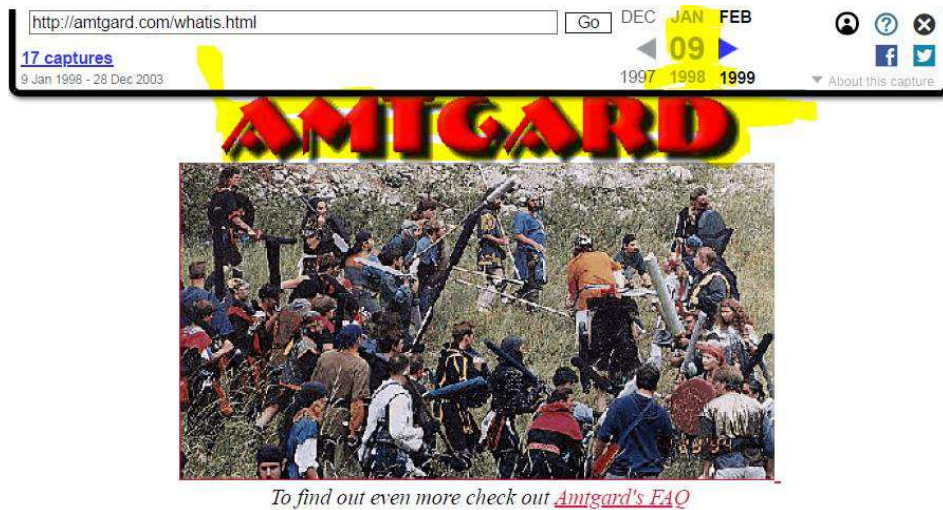 http://amtgard.com/whatis.html Go DEC JAN FEB
17 captures 09
9 Jan 1998 - 28 Dec 2003 1997 1998 1999 About this capture
AMTGARD
To find out even more check out Amtgard's FAQ